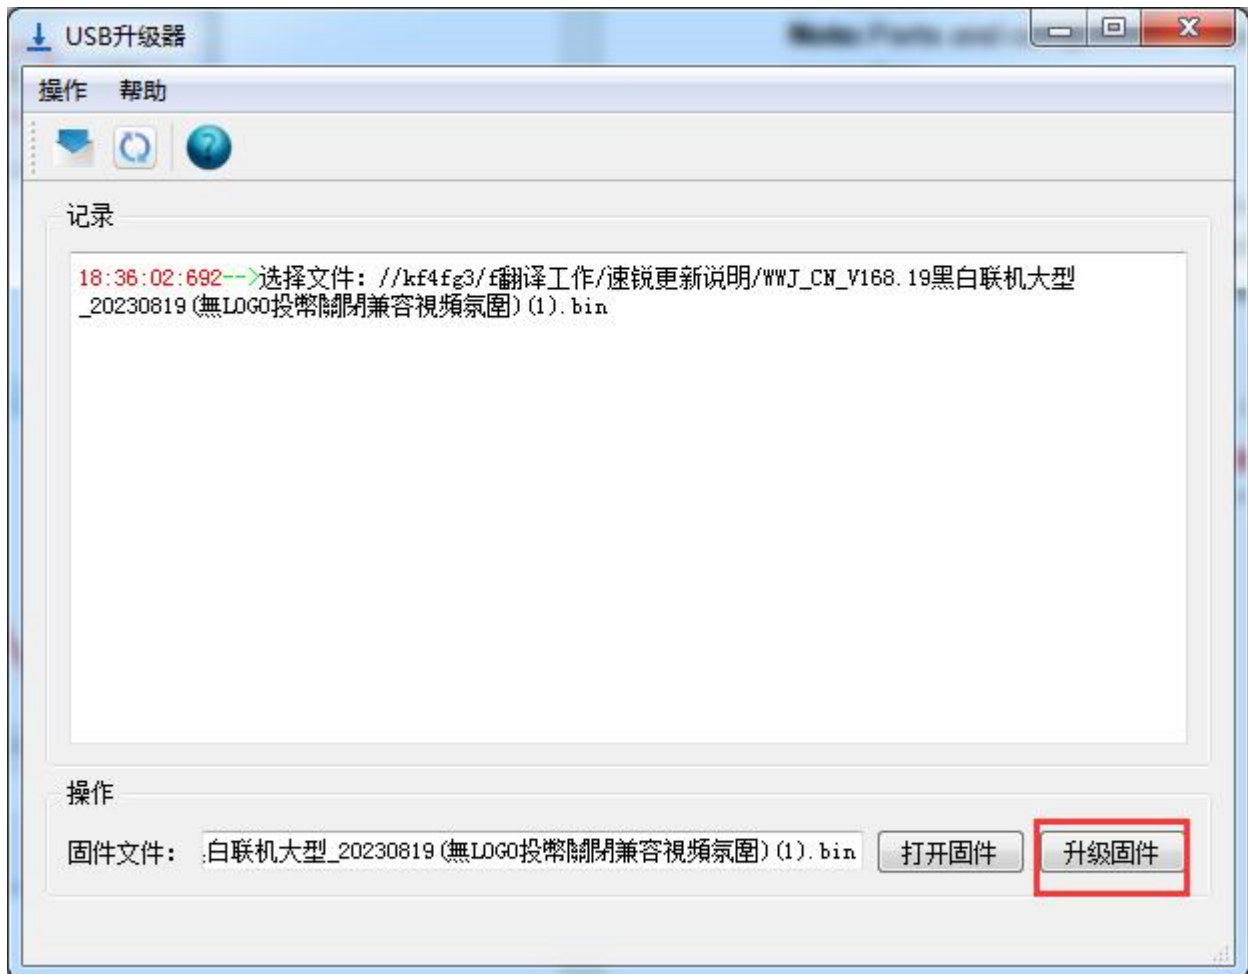 USB升级器
操作 帮助
记录
18:36:02:692-->选择文件：//kf4fg3/f翻译工作/速锐更新说明/WWJ_CN_V168.19黑白联机大型
_20230819(無LOGO投幣關閉兼容視頻氛圍)(1).bin
操作
固件文件： 白联机大型_20230819(無LOGO投幣關閉兼容視頻氛圍)(1).bin 打开固件 升级固件